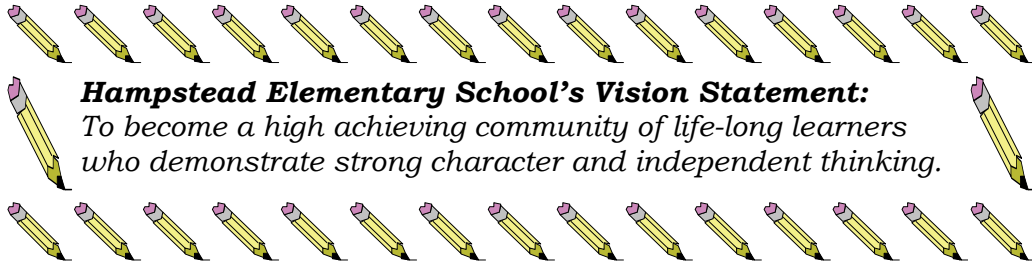 Hampstead Elementary School’s Vision Statement:
To become a high achieving community of life-long learners
who demonstrate strong character and independent thinking.